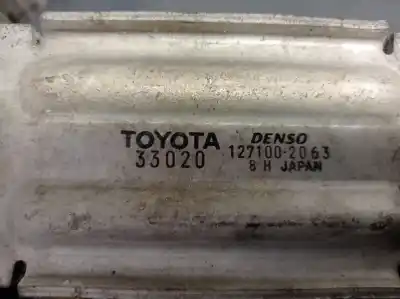 TOYOTA DENSO
33020 127100-2063
8 H JAPAN